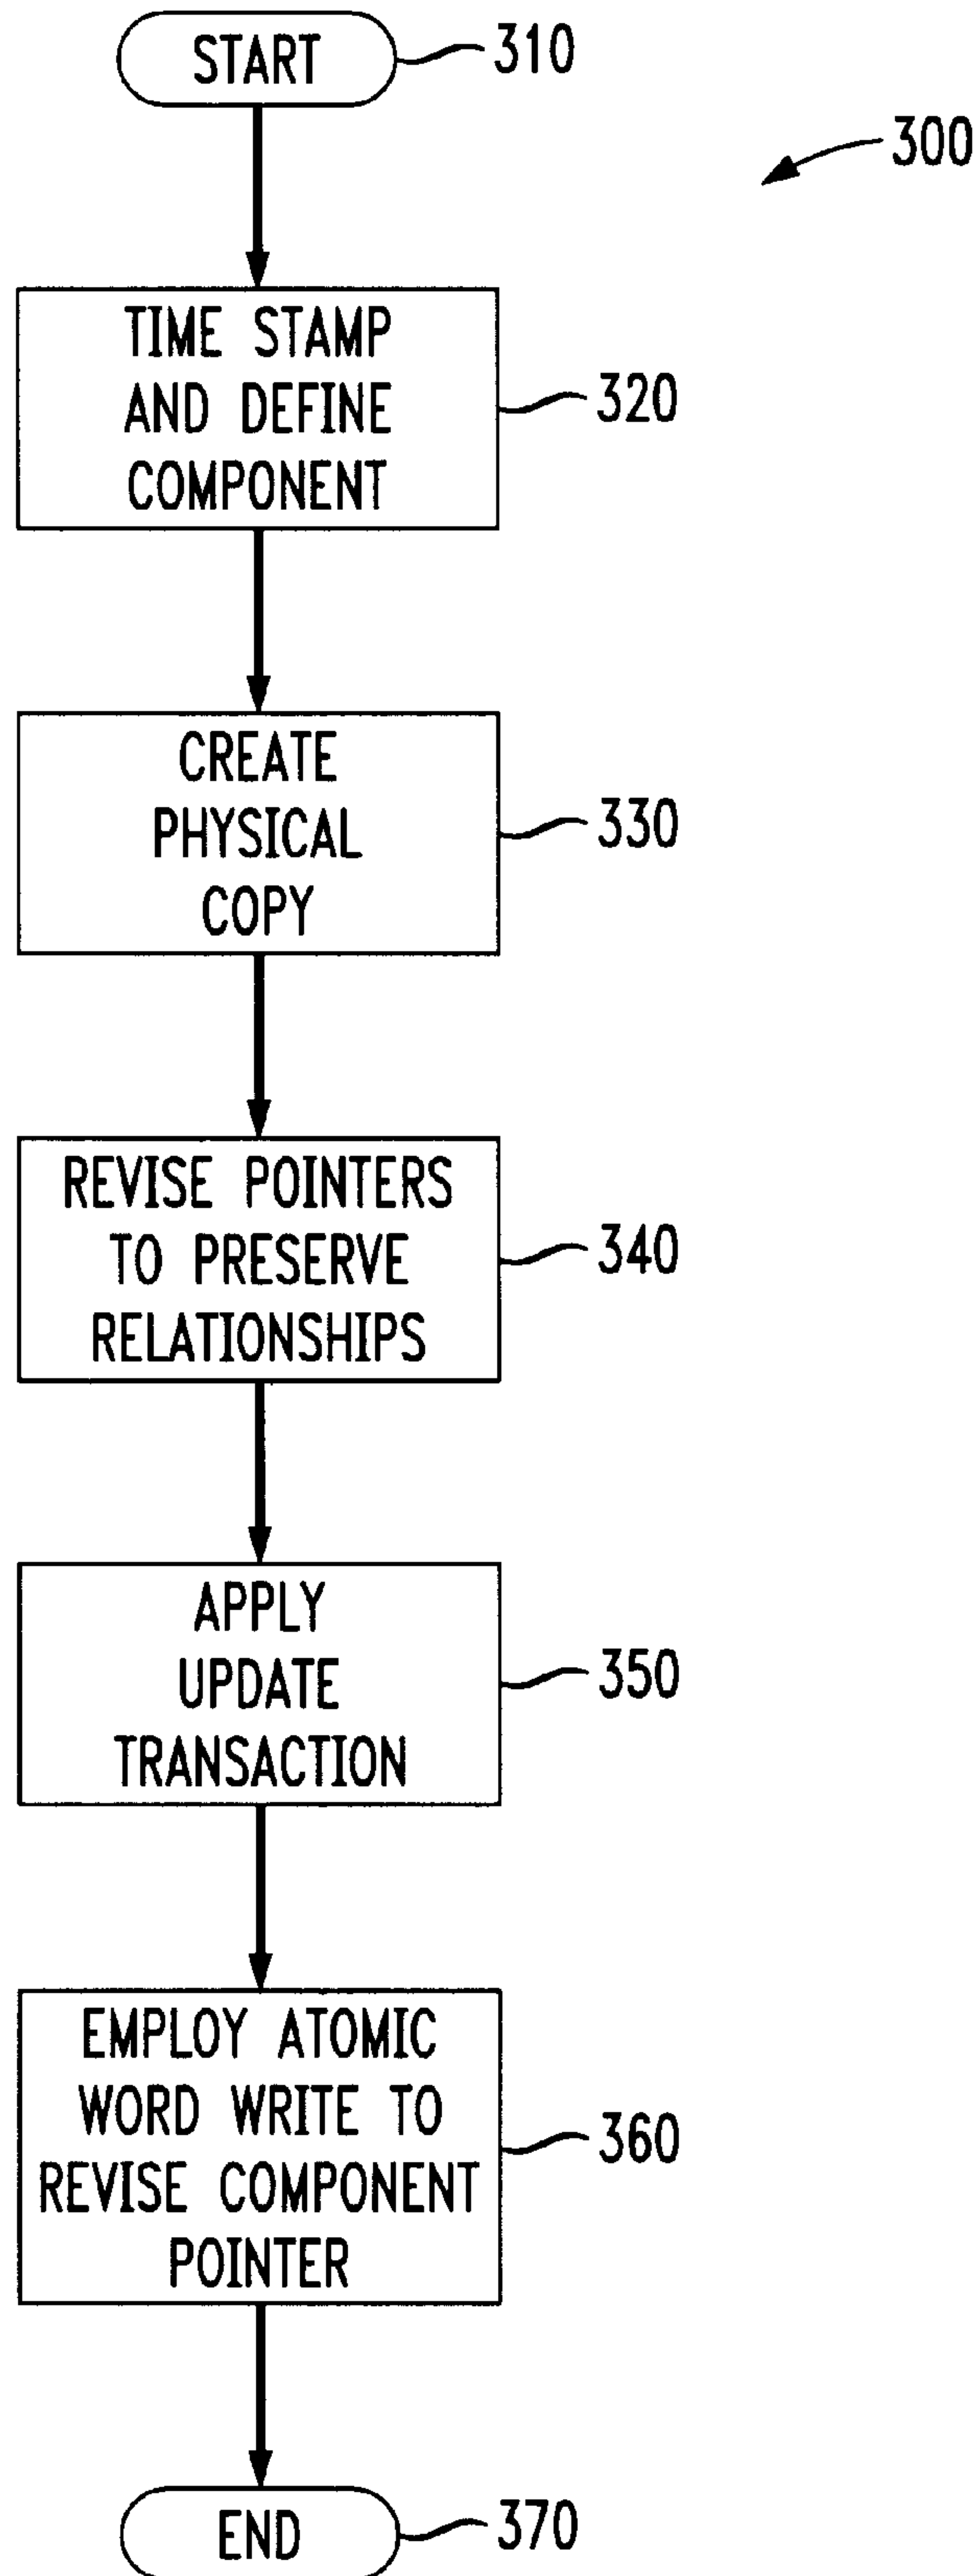 START
310
300
TIME STAMP
AND DEFINE
COMPONENT
320
CREATE
PHYSICAL
COPY
330
REVISE POINTERS
TO PRESERVE
RELATIONSHIPS
340
APPLY
UPDATE
TRANSACTION
350
EMPLOY ATOMIC
WORD WRITE TO
REVISE COMPONENT
POINTER
360
END
370